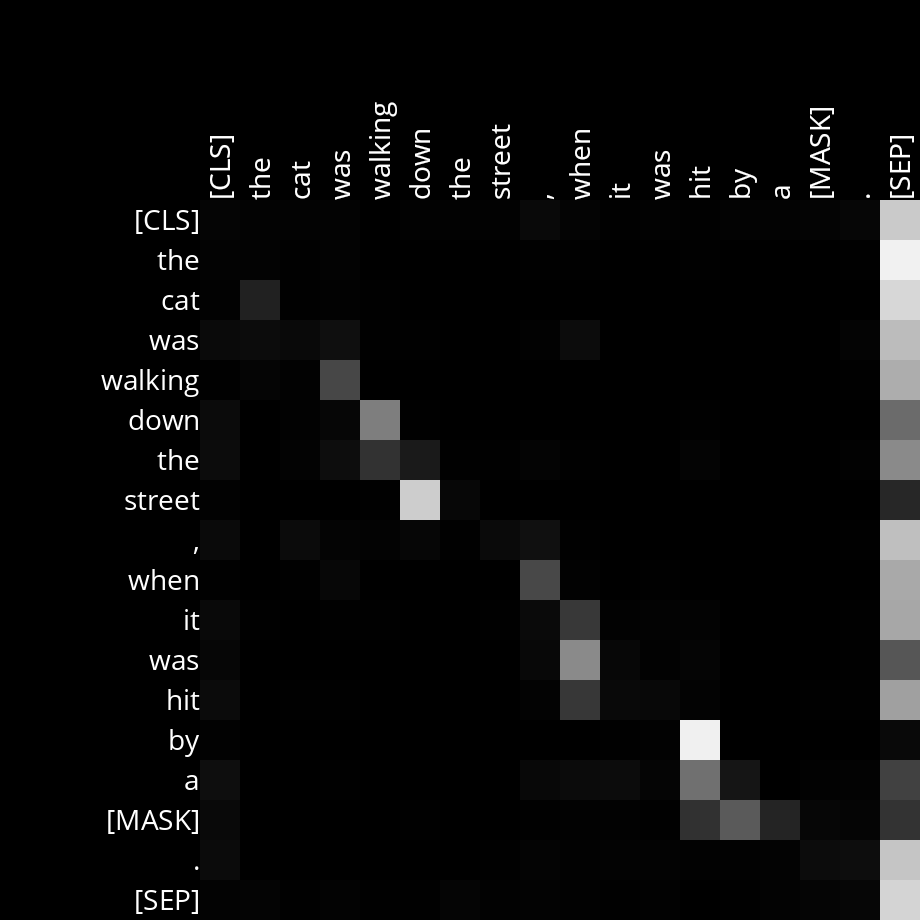 [CLS] the cat was walking down the street , when it was hit by a [MASK] . [SEP]
[CLS]
the
cat
was
walking
down
the
street
,
when
it
was
hit
by
a
[MASK]
.
[SEP]